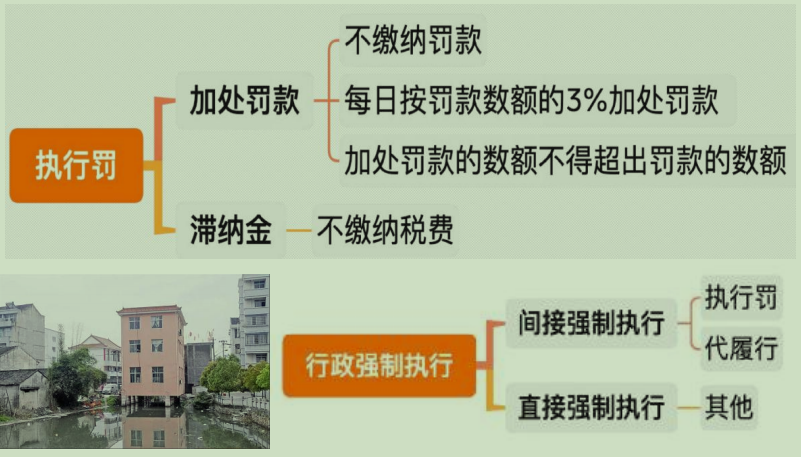 不缴纳罚款
加处罚款
每日按罚款数额的3%加处罚款
执行罚
加处罚款的数额不得超出罚款的数额
滞纳金
不缴纳税费
行政强制执行
间接强制执行
执行罚
代履行
直接强制执行
其他